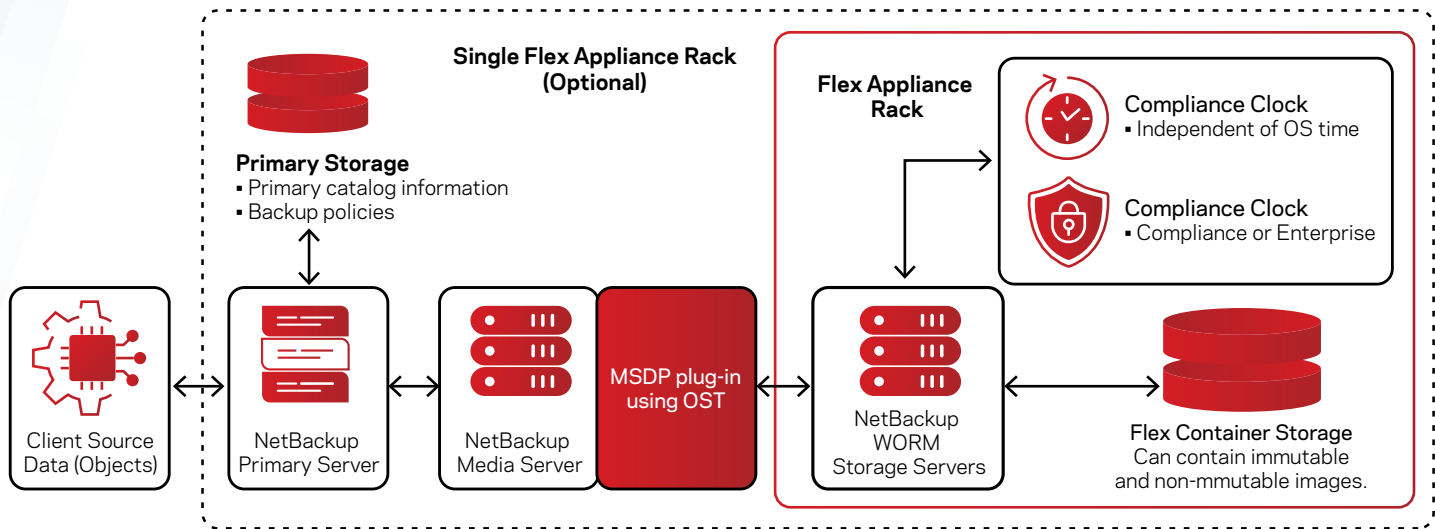 Single Flex Appliance Rack
(Optional)
Primary Storage
▪ Primary catalog information
▪ Backup policies
Flex Appliance
Rack
Compliance Clock
▪ Independent of OS time
Compliance Clock
▪ Compliance or Enterprise
Client Source
Data (Objects)
NetBackup
Primary Server
NetBackup
Media Server
MSDP plug-in
using OST
NetBackup
WORM
Storage Servers
Flex Container Storage
Can contain immutable
and non-mmutable images.